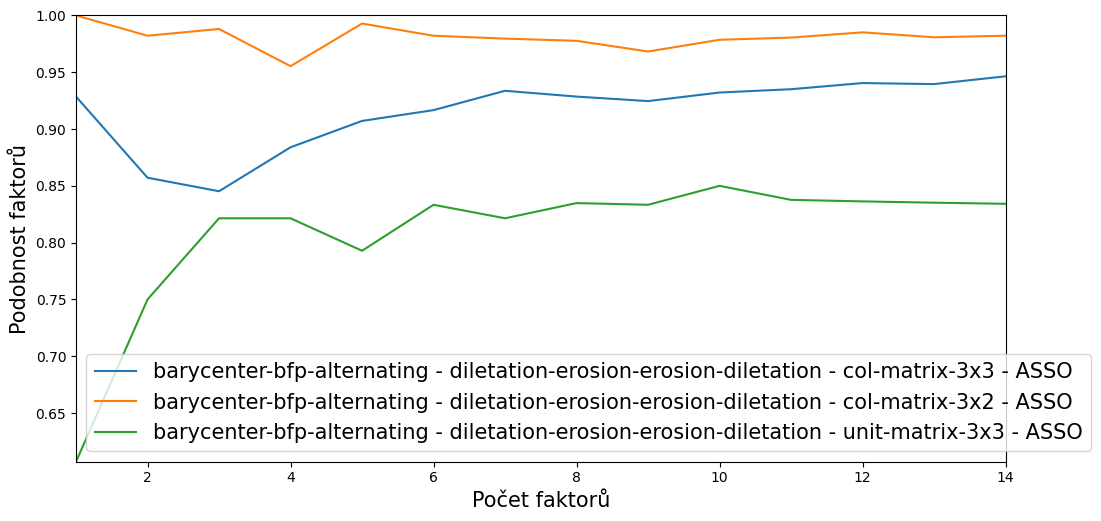 1.00
0.95
0.90
0.85
0.80
0.75
0.70
0.65
Podobnost faktorů
barycenter-bfp-alternating - diletation-erosion-erosion-diletation - col-matrix-3x3 - ASSO
barycenter-bfp-alternating - diletation-erosion-erosion-diletation - col-matrix-3x2 - ASSO
barycenter-bfp-alternating - diletation-erosion-erosion-diletation - unit-matrix-3x3 - ASSO
2 4 6 8 10 12 14
Počet faktorů